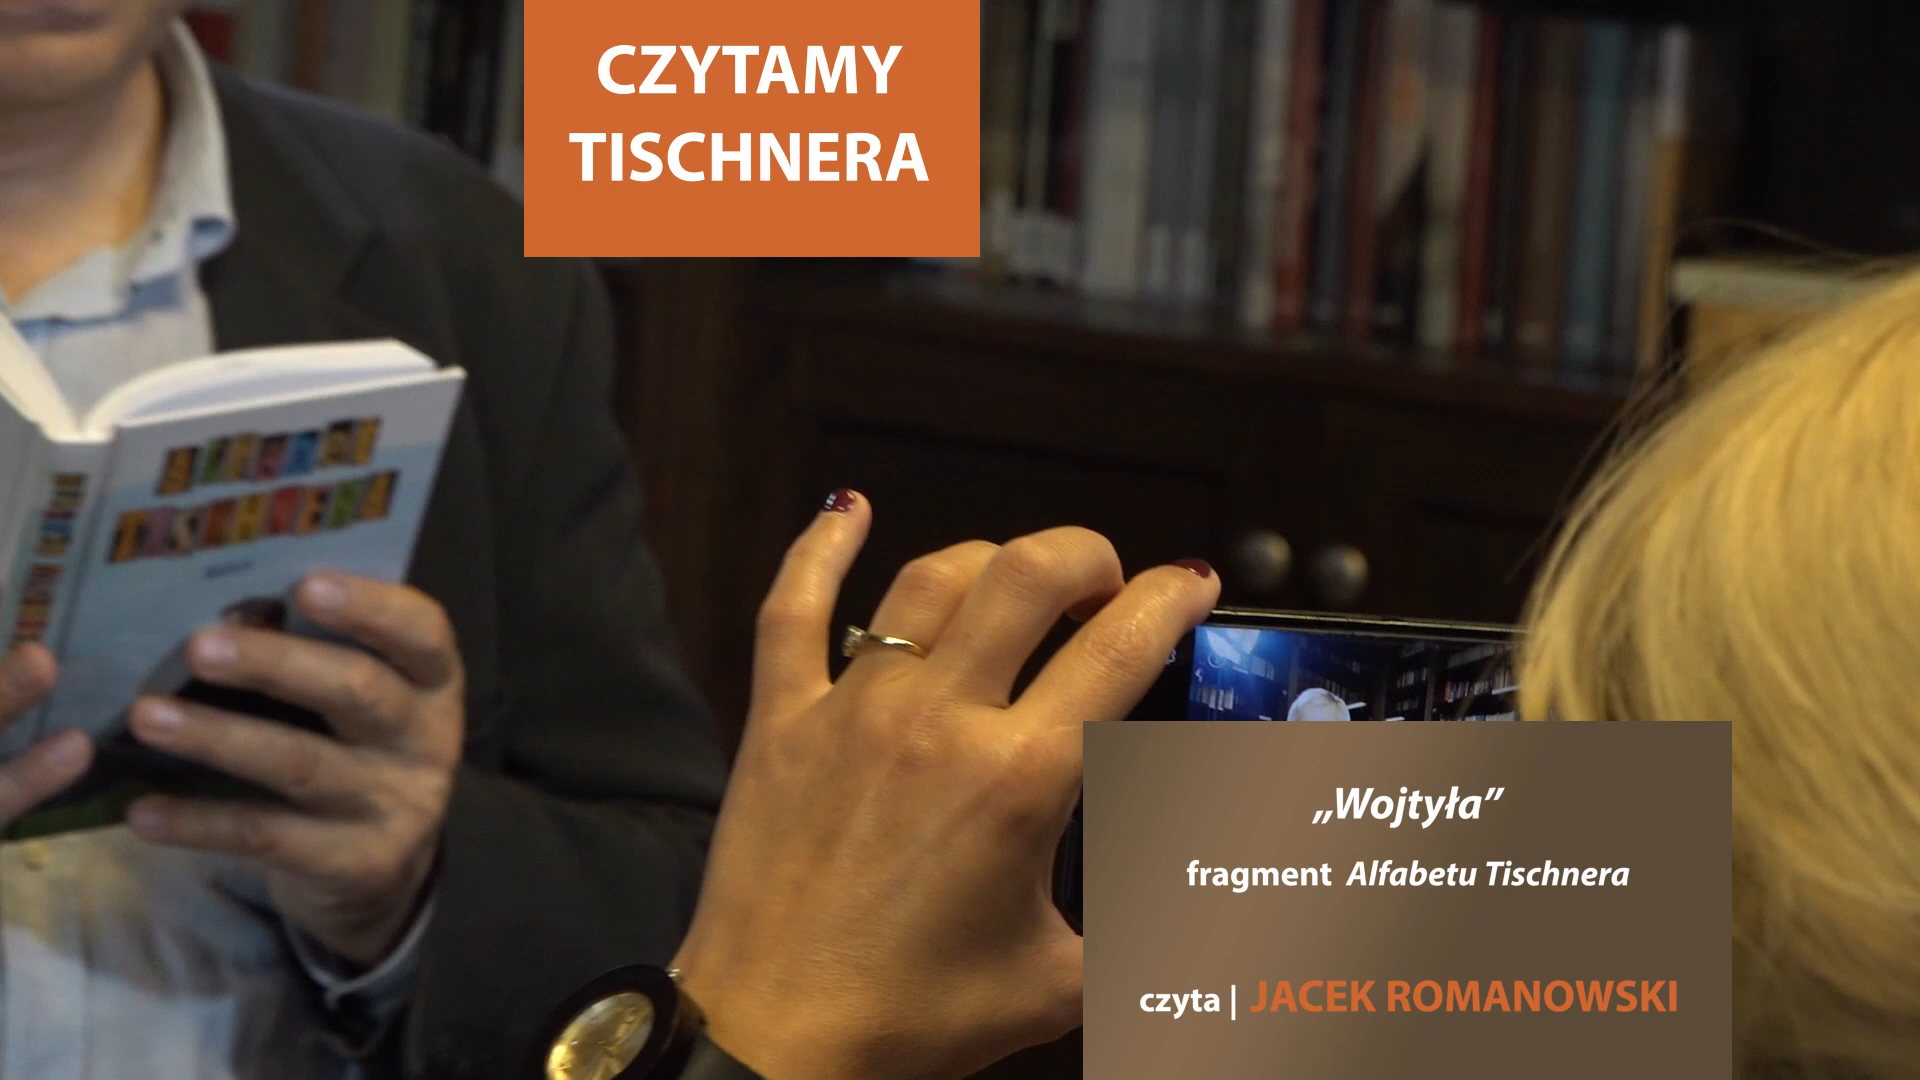 CZYTAMY
TISCHNERA
ALFABET
TISCHNERA
„Wojtyła”
fragment Alfabetu Tischnera
czyta | JACEK ROMANOWSKI